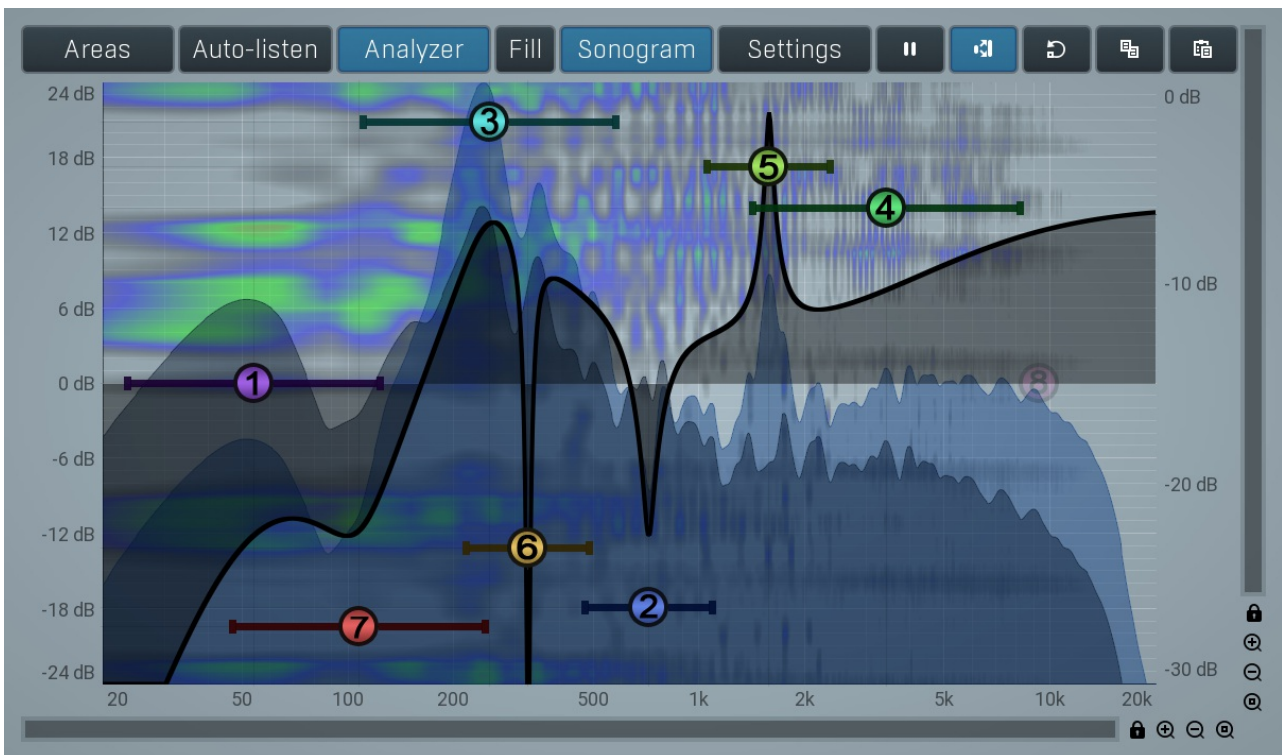 Areas Auto-listen Analyzer Fill Sonogram Settings
24 dB 0 dB
3
18 dB
5
4
12 dB
6 dB -10 dB
0 dB 1 8
-6 dB
-20 dB
-12 dB 6
-18 dB 7 2
-24 dB -30 dB
20 50 100 200 500 1k 2k 5k 10k 20k